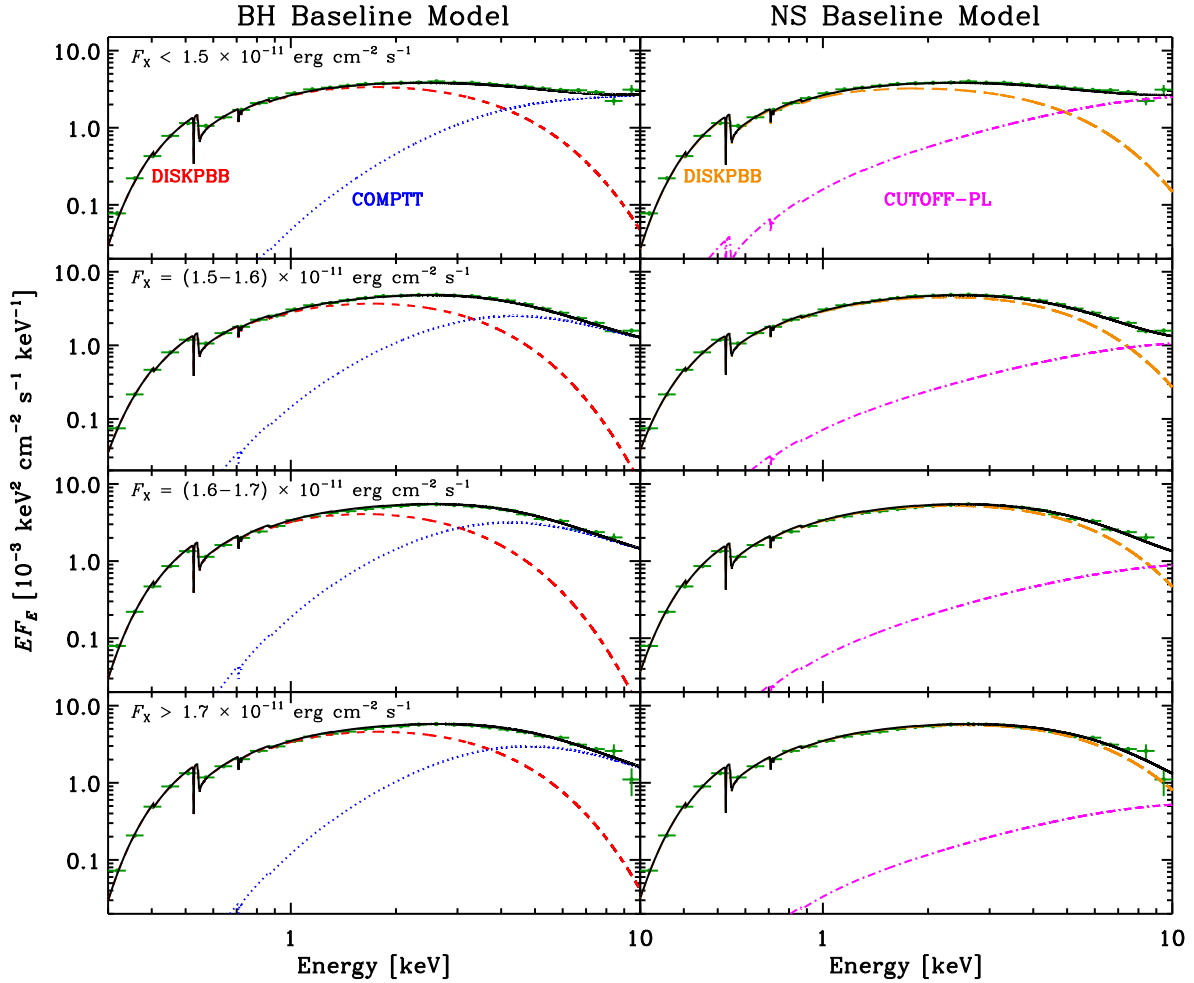 BH Baseline Model
NS Baseline Model
10.0
1.0
0.1
F_X < 1.5 × 10⁻¹¹ erg cm⁻² s⁻¹
DISKPBB
COMPTT
DISKPBB
CUTOFF-PL
10.0
1.0
0.1
F_X = (1.5−1.6) × 10⁻¹¹ erg cm⁻² s⁻¹
10.0
1.0
0.1
F_X = (1.6−1.7) × 10⁻¹¹ erg cm⁻² s⁻¹
10.0
1.0
0.1
F_X > 1.7 × 10⁻¹¹ erg cm⁻² s⁻¹
EF_E [10⁻³ keV² cm⁻² s⁻¹ keV⁻¹]
1
10
1
10
Energy [keV]
Energy [keV]